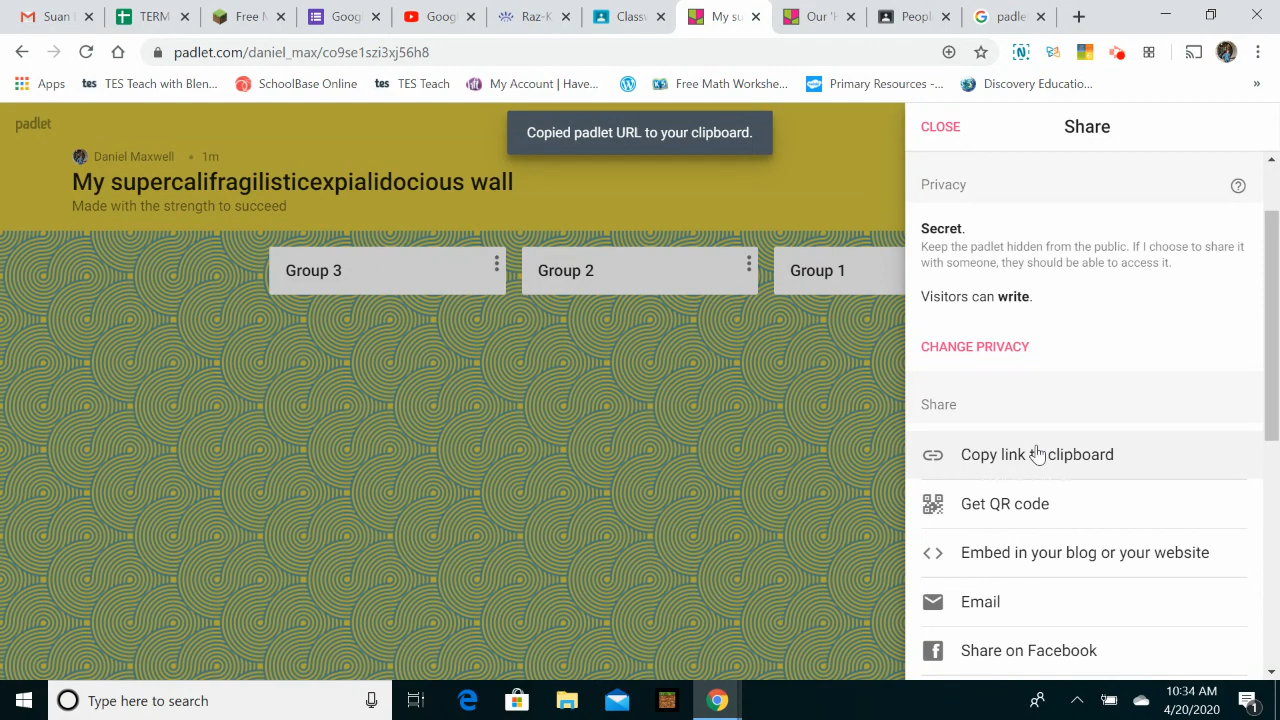 Suan
TERM
Free M
Goog
Goog
Raz-K
Classv
My su
Our 'H
Peopl
padle
padlet.com/daniel_max/co9se1szi3xj56h8
Apps
tes TES Teach with Blen...
SchoolBase Online
tes TES Teach
My Account | Have...
Free Math Workshe...
Primary Resources -...
Discovery Educatio...
»
padlet
Copied padlet URL to your clipboard.
CLOSE
Share
Daniel Maxwell • 1m
My supercalifragilisticexpialidocious wall
Made with the strength to succeed
Privacy
Secret.
Keep the padlet hidden from the public. If I choose to share it
with someone, they should be able to access it.
Visitors can write.
CHANGE PRIVACY
Group 3
Group 2
Group 1
Share
Copy link to clipboard
Get QR code
Embed in your blog or your website
Email
Share on Facebook
Type here to search
10:34 AM
4/20/2020
1